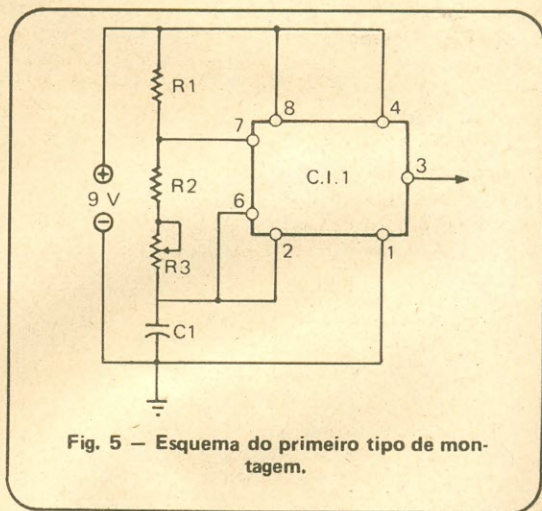 R1
8
4
7
3
C.I.1
R2
+
9 V
−
6
2
1
R3
C1
Fig. 5 — Esquema do primeiro tipo de mon-
tagem.